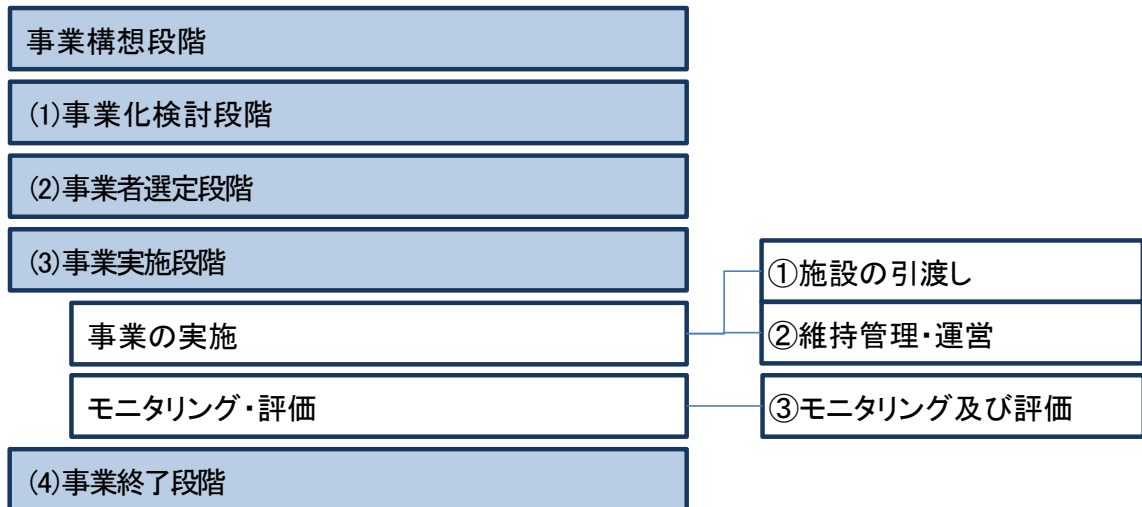 事業構想段階
(1)事業化検討段階
(2)事業者選定段階
(3)事業実施段階
①施設の引渡し
事業の実施
②維持管理・運営
モニタリング・評価
③モニタリング及び評価
(4)事業終了段階